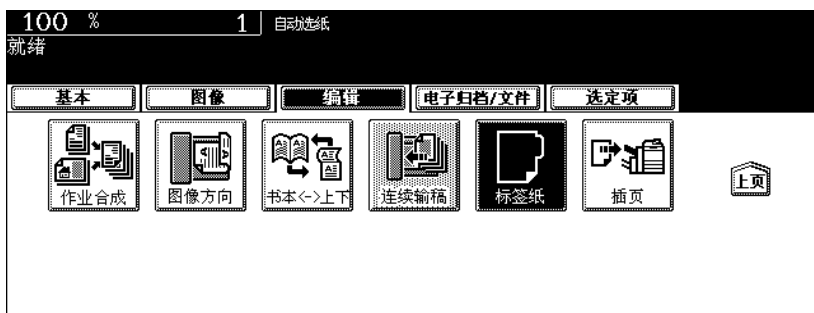 100 % 1 自动选纸
就绪
基本 图像 编辑 电子归档/文件 选定项
作业合成 图像方向 书本<->上下 连续输稿 标签纸 插页 上页